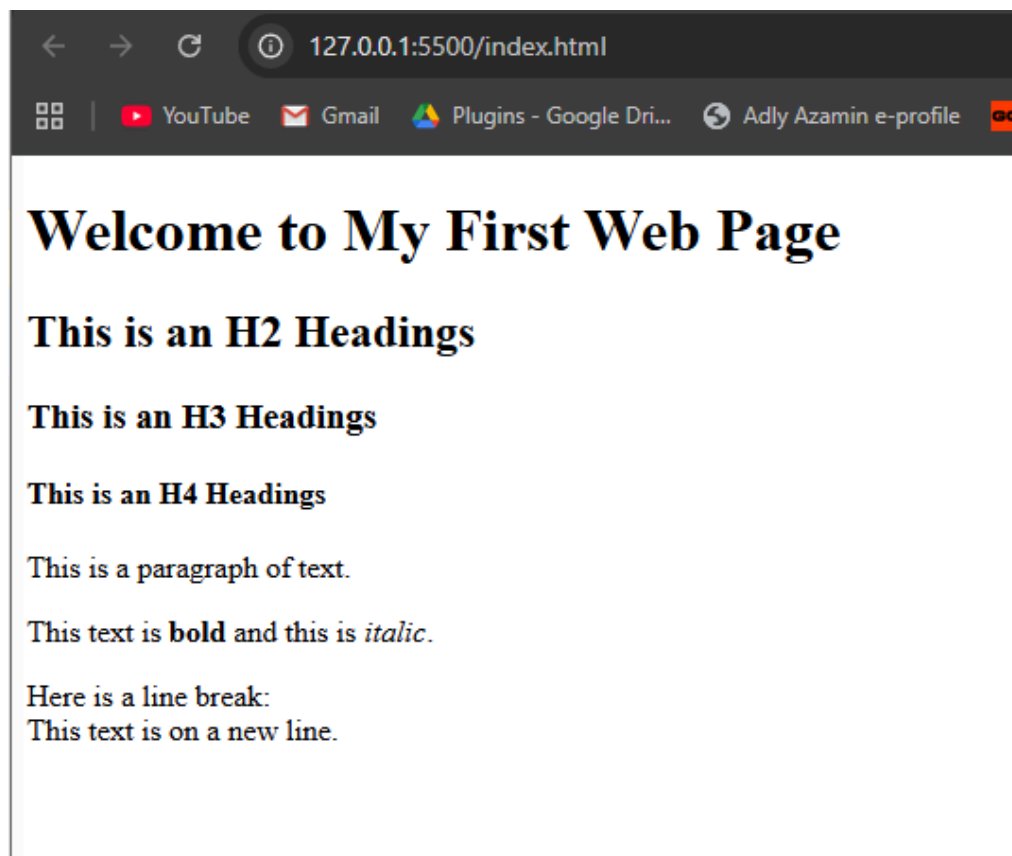 127.0.0.1:5500/index.html
YouTube Gmail Plugins - Google Dri... Adly Azamin e-profile
Welcome to My First Web Page
This is an H2 Headings
This is an H3 Headings
This is an H4 Headings
This is a paragraph of text.
This text is bold and this is italic.
Here is a line break:
This text is on a new line.